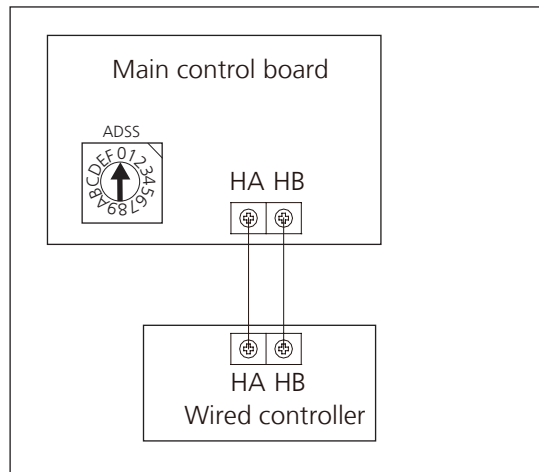 Main control board
ADSS
0123456789ABCDEF
HA HB
HA HB
Wired controller